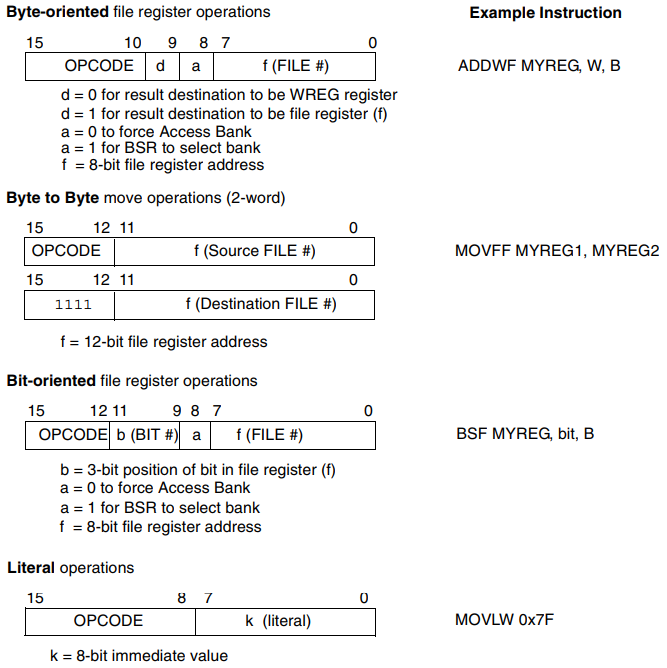 Byte-oriented file register operations Example Instruction
15 10 9 8 7 0
OPCODE d a f (FILE #) ADDWF MYREG, W, B
d = 0 for result destination to be WREG register
d = 1 for result destination to be file register (f)
a = 0 to force Access Bank
a = 1 for BSR to select bank
f = 8-bit file register address
Byte to Byte move operations (2-word)
15 12 11 0
OPCODE f (Source FILE #) MOVFF MYREG1, MYREG2
15 12 11 0
1111 f (Destination FILE #)
f = 12-bit file register address
Bit-oriented file register operations
15 12 11 9 8 7 0
OPCODE b (BIT #) a f (FILE #) BSF MYREG, bit, B
b = 3-bit position of bit in file register (f)
a = 0 to force Access Bank
a = 1 for BSR to select bank
f = 8-bit file register address
Literal operations
15 8 7 0
OPCODE k (literal) MOVLW 0x7F
k = 8-bit immediate value